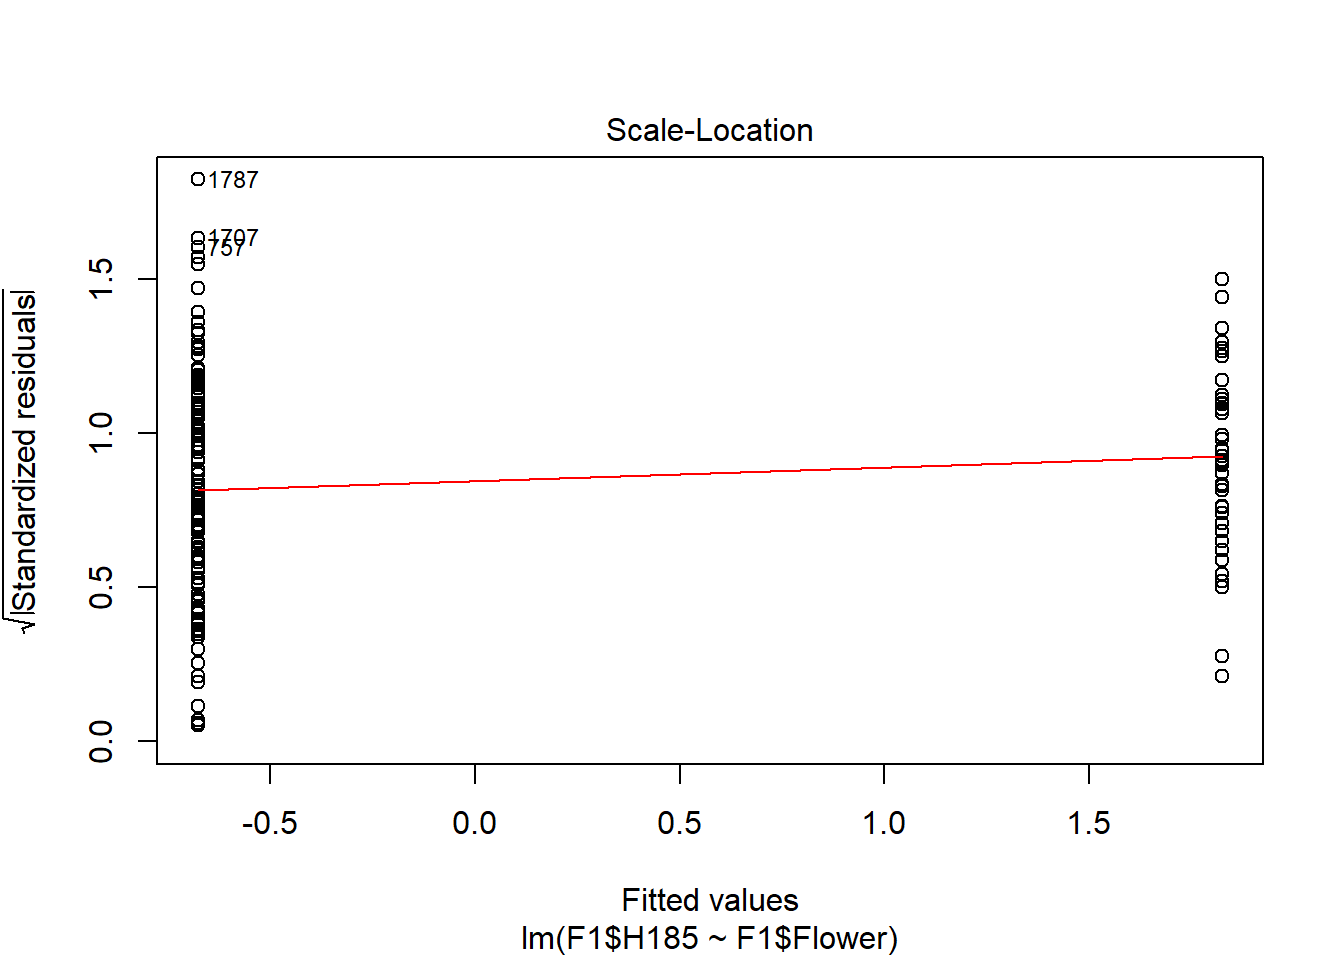 Scale-Location
1787
1707
757
√|Standardized residuals|
1.5
1.0
0.5
0.0
-0.5 0.0 0.5 1.0 1.5
Fitted values
lm(F1$H185 ~ F1$Flower)